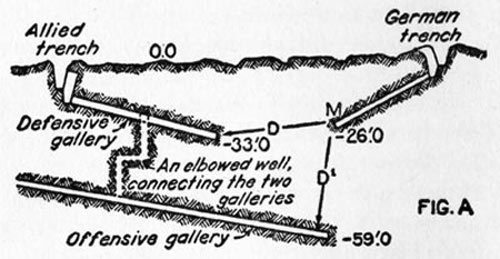 Allied
trench
0.0
German
trench
Defensive
gallery
-33'.0
D
M
-26'.0
An elbowed well,
connecting the two
galleries
D¹
Offensive gallery
-59'.0
FIG. A